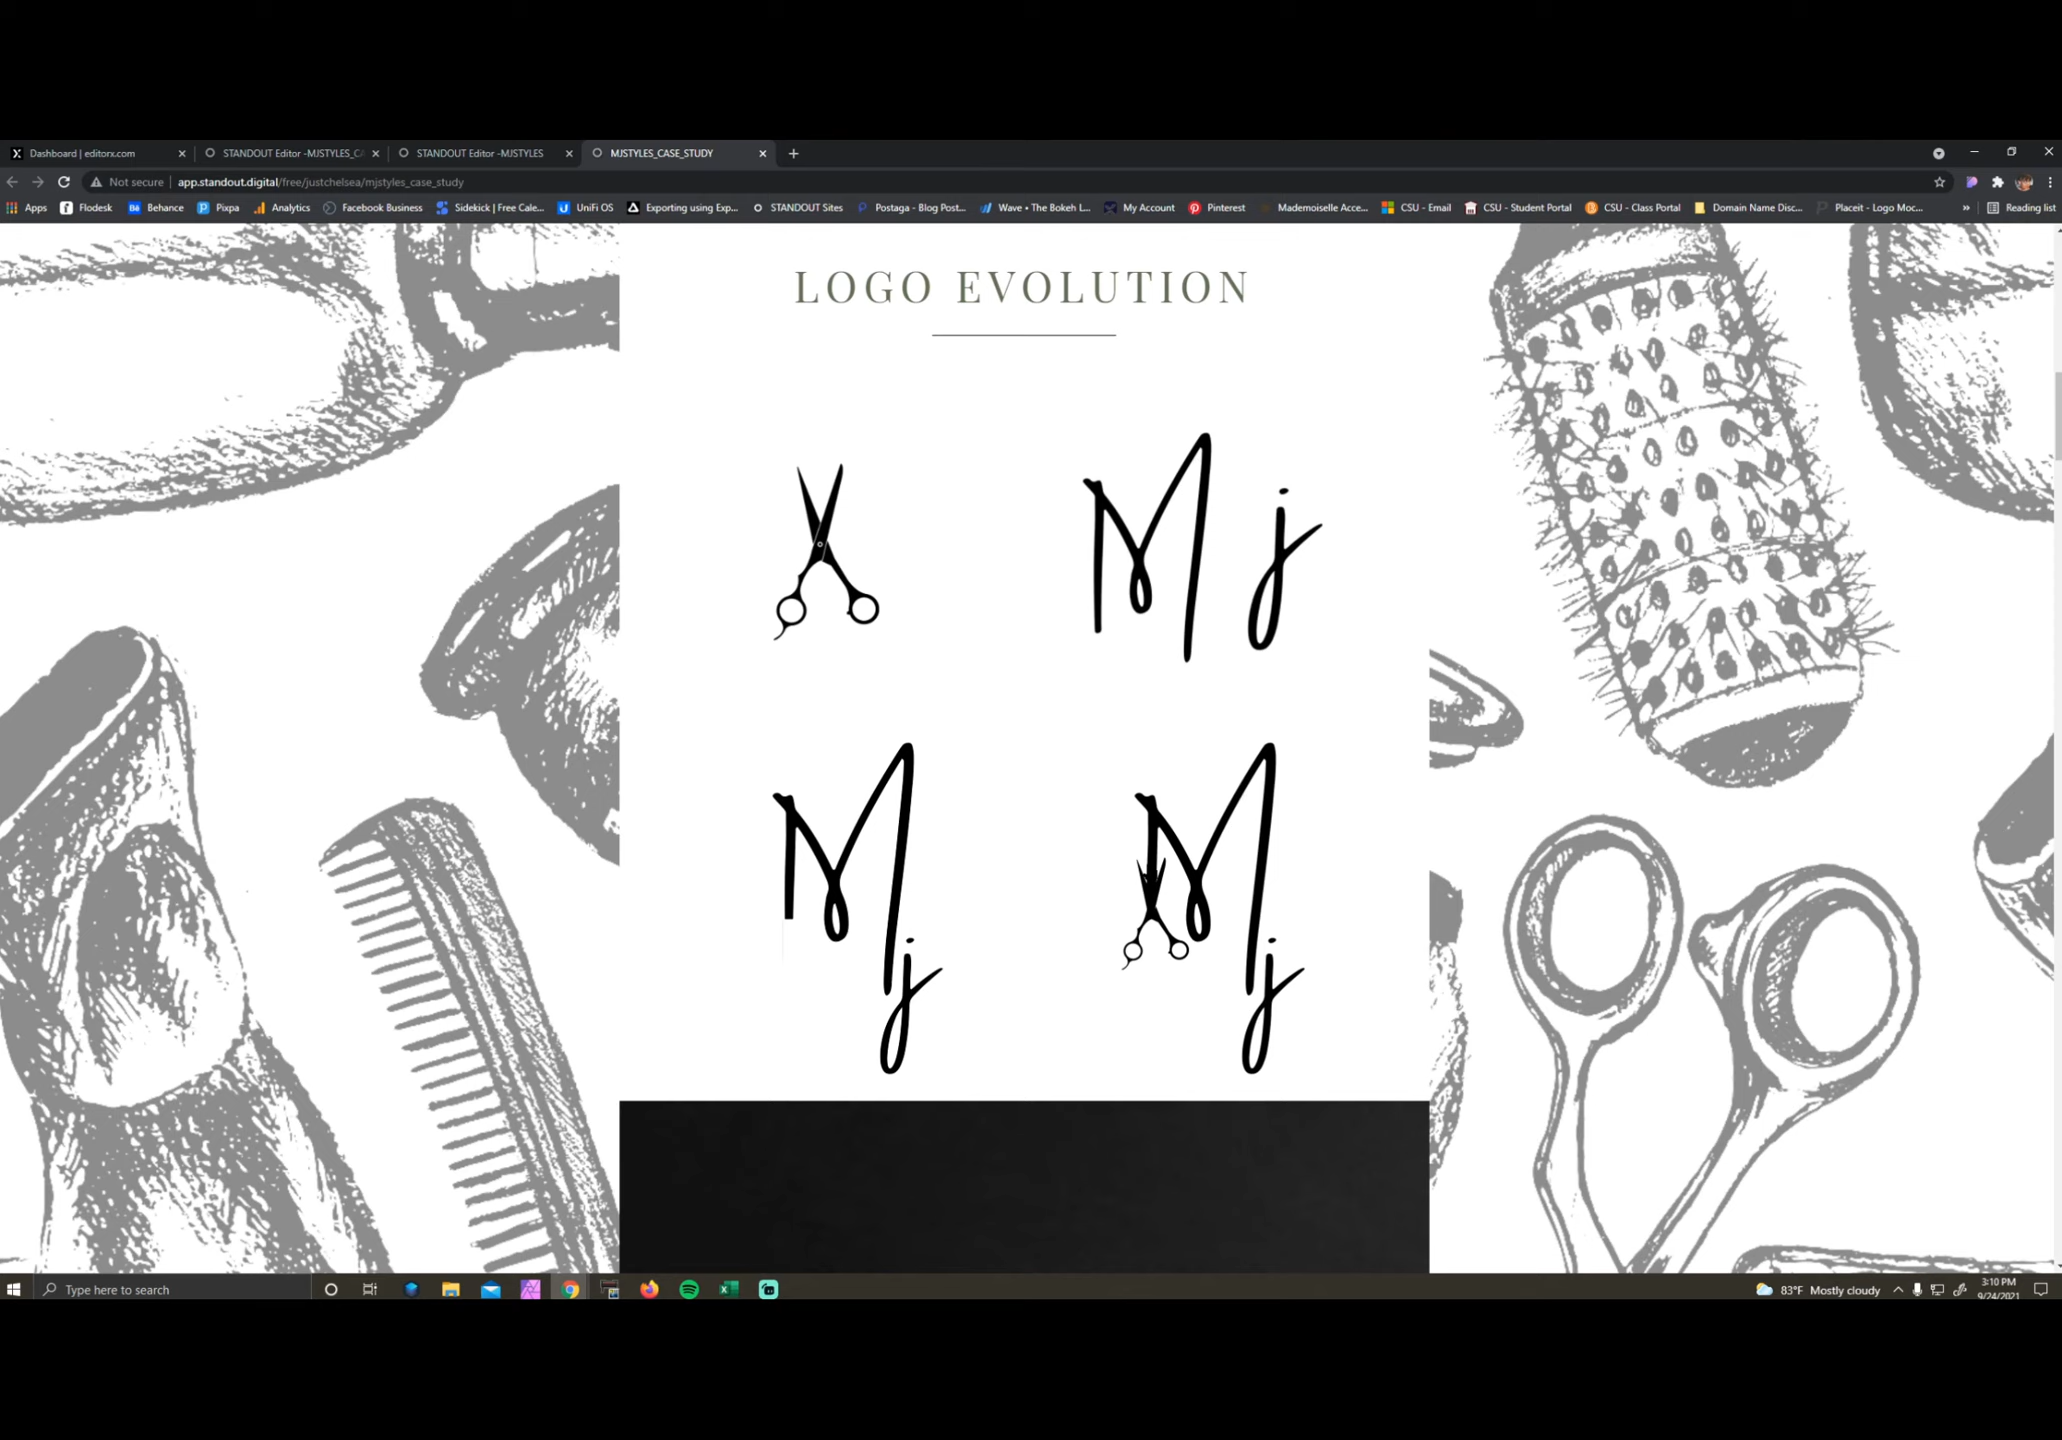 Dashboard | editorx.com
STANDOUT Editor -MJSTYLES_CA
STANDOUT Editor -MJSTYLES
MJSTYLES_CASE_STUDY
Not secure | app.standout.digital/free/justchelsea/mjstyles_case_study
Apps
Flodesk
Behance
Pixpa
Analytics
Facebook Business
Sidekick | Free Cale...
UniFi OS
Exporting using Exp...
STANDOUT Sites
Postaga - Blog Post...
Wave • The Bokeh L...
My Account
Pinterest
Mademoiselle Acce...
CSU - Email
CSU - Student Portal
CSU - Class Portal
Domain Name Disc...
Placeit - Logo Moc...
»
Reading list
LOGO EVOLUTION
M j
Mj
Mj
Type here to search
83°F Mostly cloudy
3:10 PM
9/24/2021